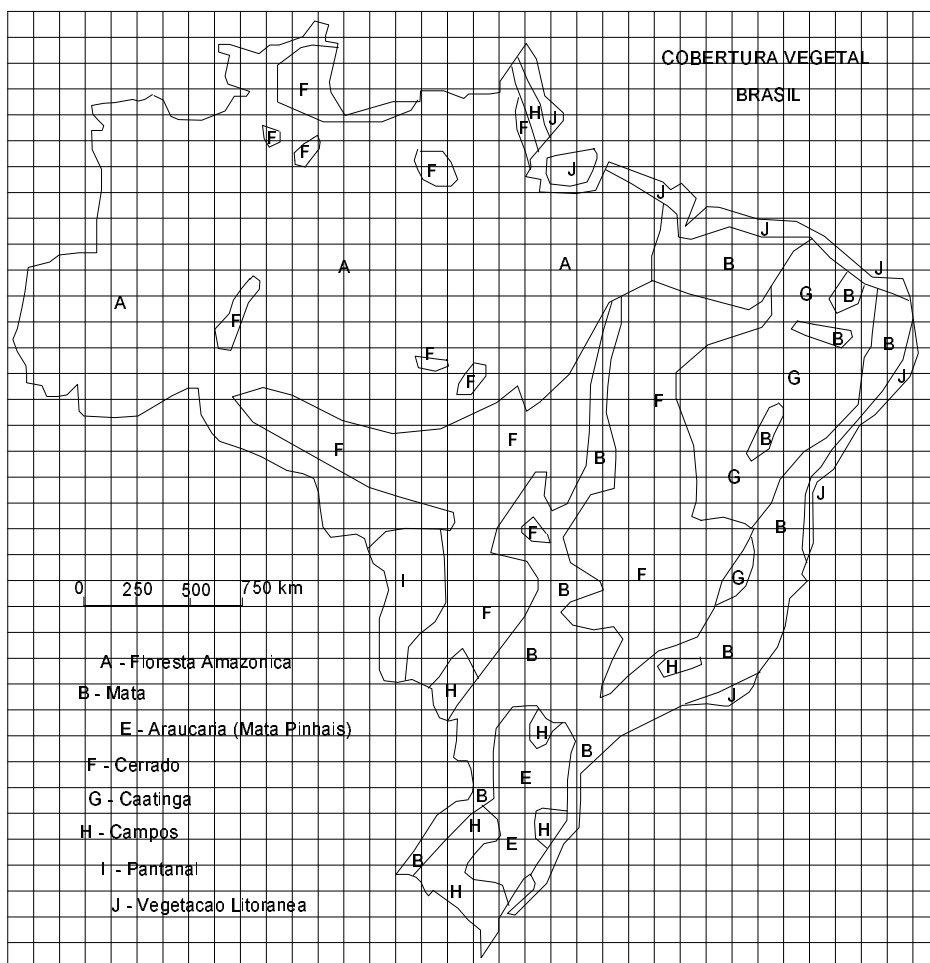 COBERTURA VEGETAL
BRASIL
F
H
F
J
F
F
F
J
J
J
A
A
B
J
A
G
B
F
B
B
F
F
G
J
F
B
F
F
B
G
J
F
B
I
F
B
G
F
0 250 500 750 km
B
B
A - Floresta Amazonica
H
H
J
B - Mata
E - Araucaria (Mata Pinhais)
H
B
F - Cerrado
E
G - Caatinga
B
H - Campos
H
H
E
I - Pantanal
B
H
J - Vegetacao Litoranea